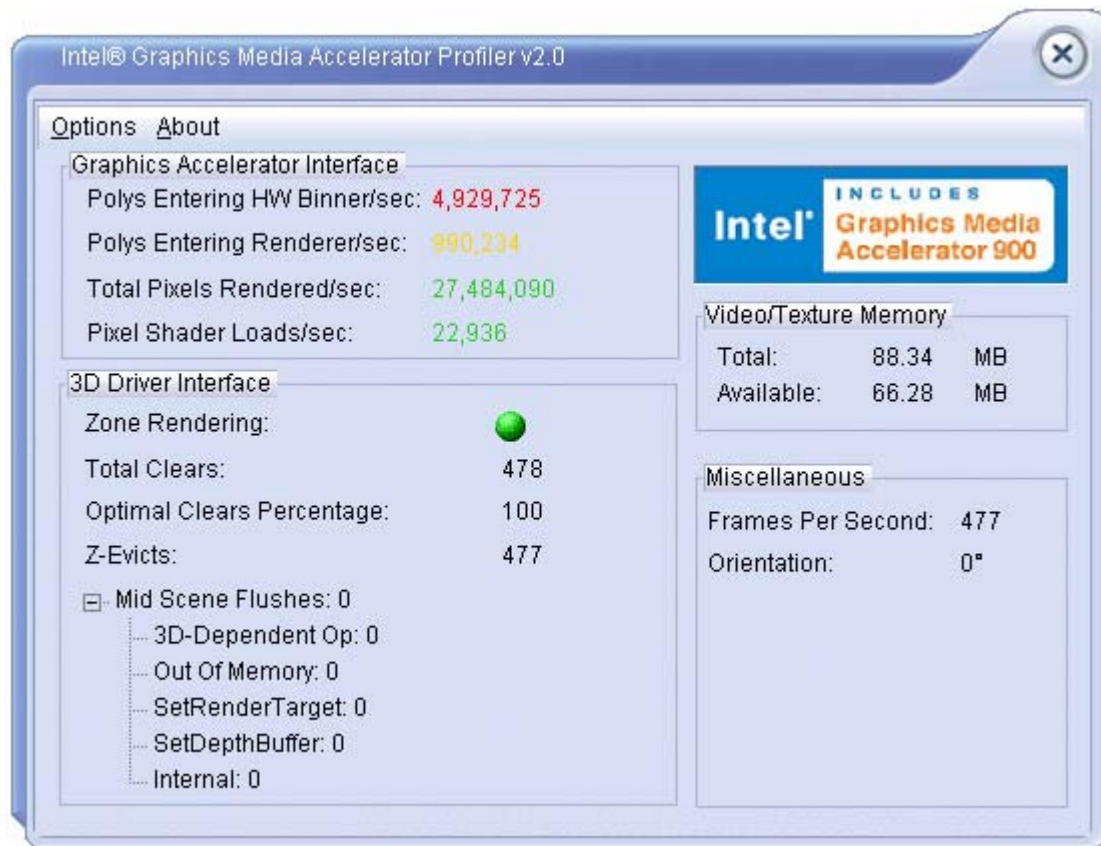 Intel® Graphics Media Accelerator Profiler v2.0
Options About
Graphics Accelerator Interface
Polys Entering HW Binner/sec: 4,929,725
Polys Entering Renderer/sec: 990,234
Total Pixels Rendered/sec: 27,484,090
Pixel Shader Loads/sec: 22,936
3D Driver Interface
Zone Rendering:
Total Clears: 478
Optimal Clears Percentage: 100
Z-Evicts: 477
Mid Scene Flushes: 0
3D-Dependent Op: 0
Out Of Memory: 0
SetRenderTarget: 0
SetDepthBuffer: 0
Internal: 0
Intel®
INCLUDES
Graphics Media
Accelerator 900
Video/Texture Memory
Total: 88.34 MB
Available: 66.28 MB
Miscellaneous
Frames Per Second: 477
Orientation: 0°